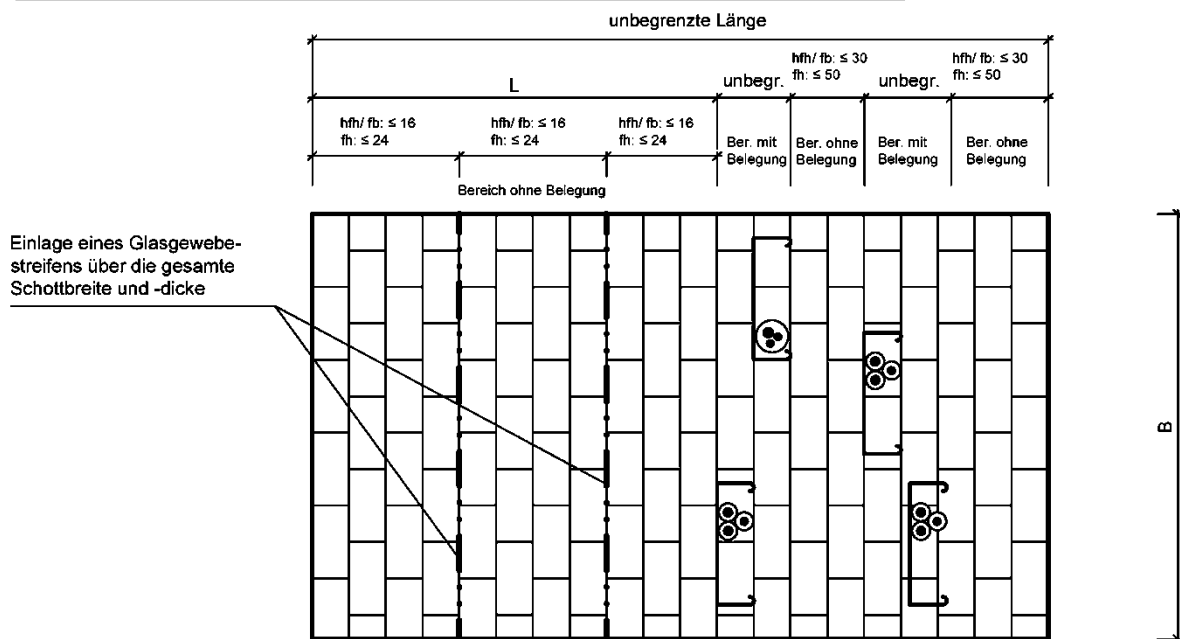 unbegrenzte Länge
hfh/ fb: ≤ 30
fh: ≤ 50
hfh/ fb: ≤ 30
fh: ≤ 50
L
unbegr.
unbegr.
hfh/ fb: ≤ 16
fh: ≤ 24
hfh/ fb: ≤ 16
fh: ≤ 24
hfh/ fb: ≤ 16
fh: ≤ 24
Ber. mit
Belegung
Ber. ohne
Belegung
Ber. mit
Belegung
Ber. ohne
Belegung
Bereich ohne Belegung
Einlage eines Glasgewebe-
streifens über die gesamte
Schottbreite und -dicke
B